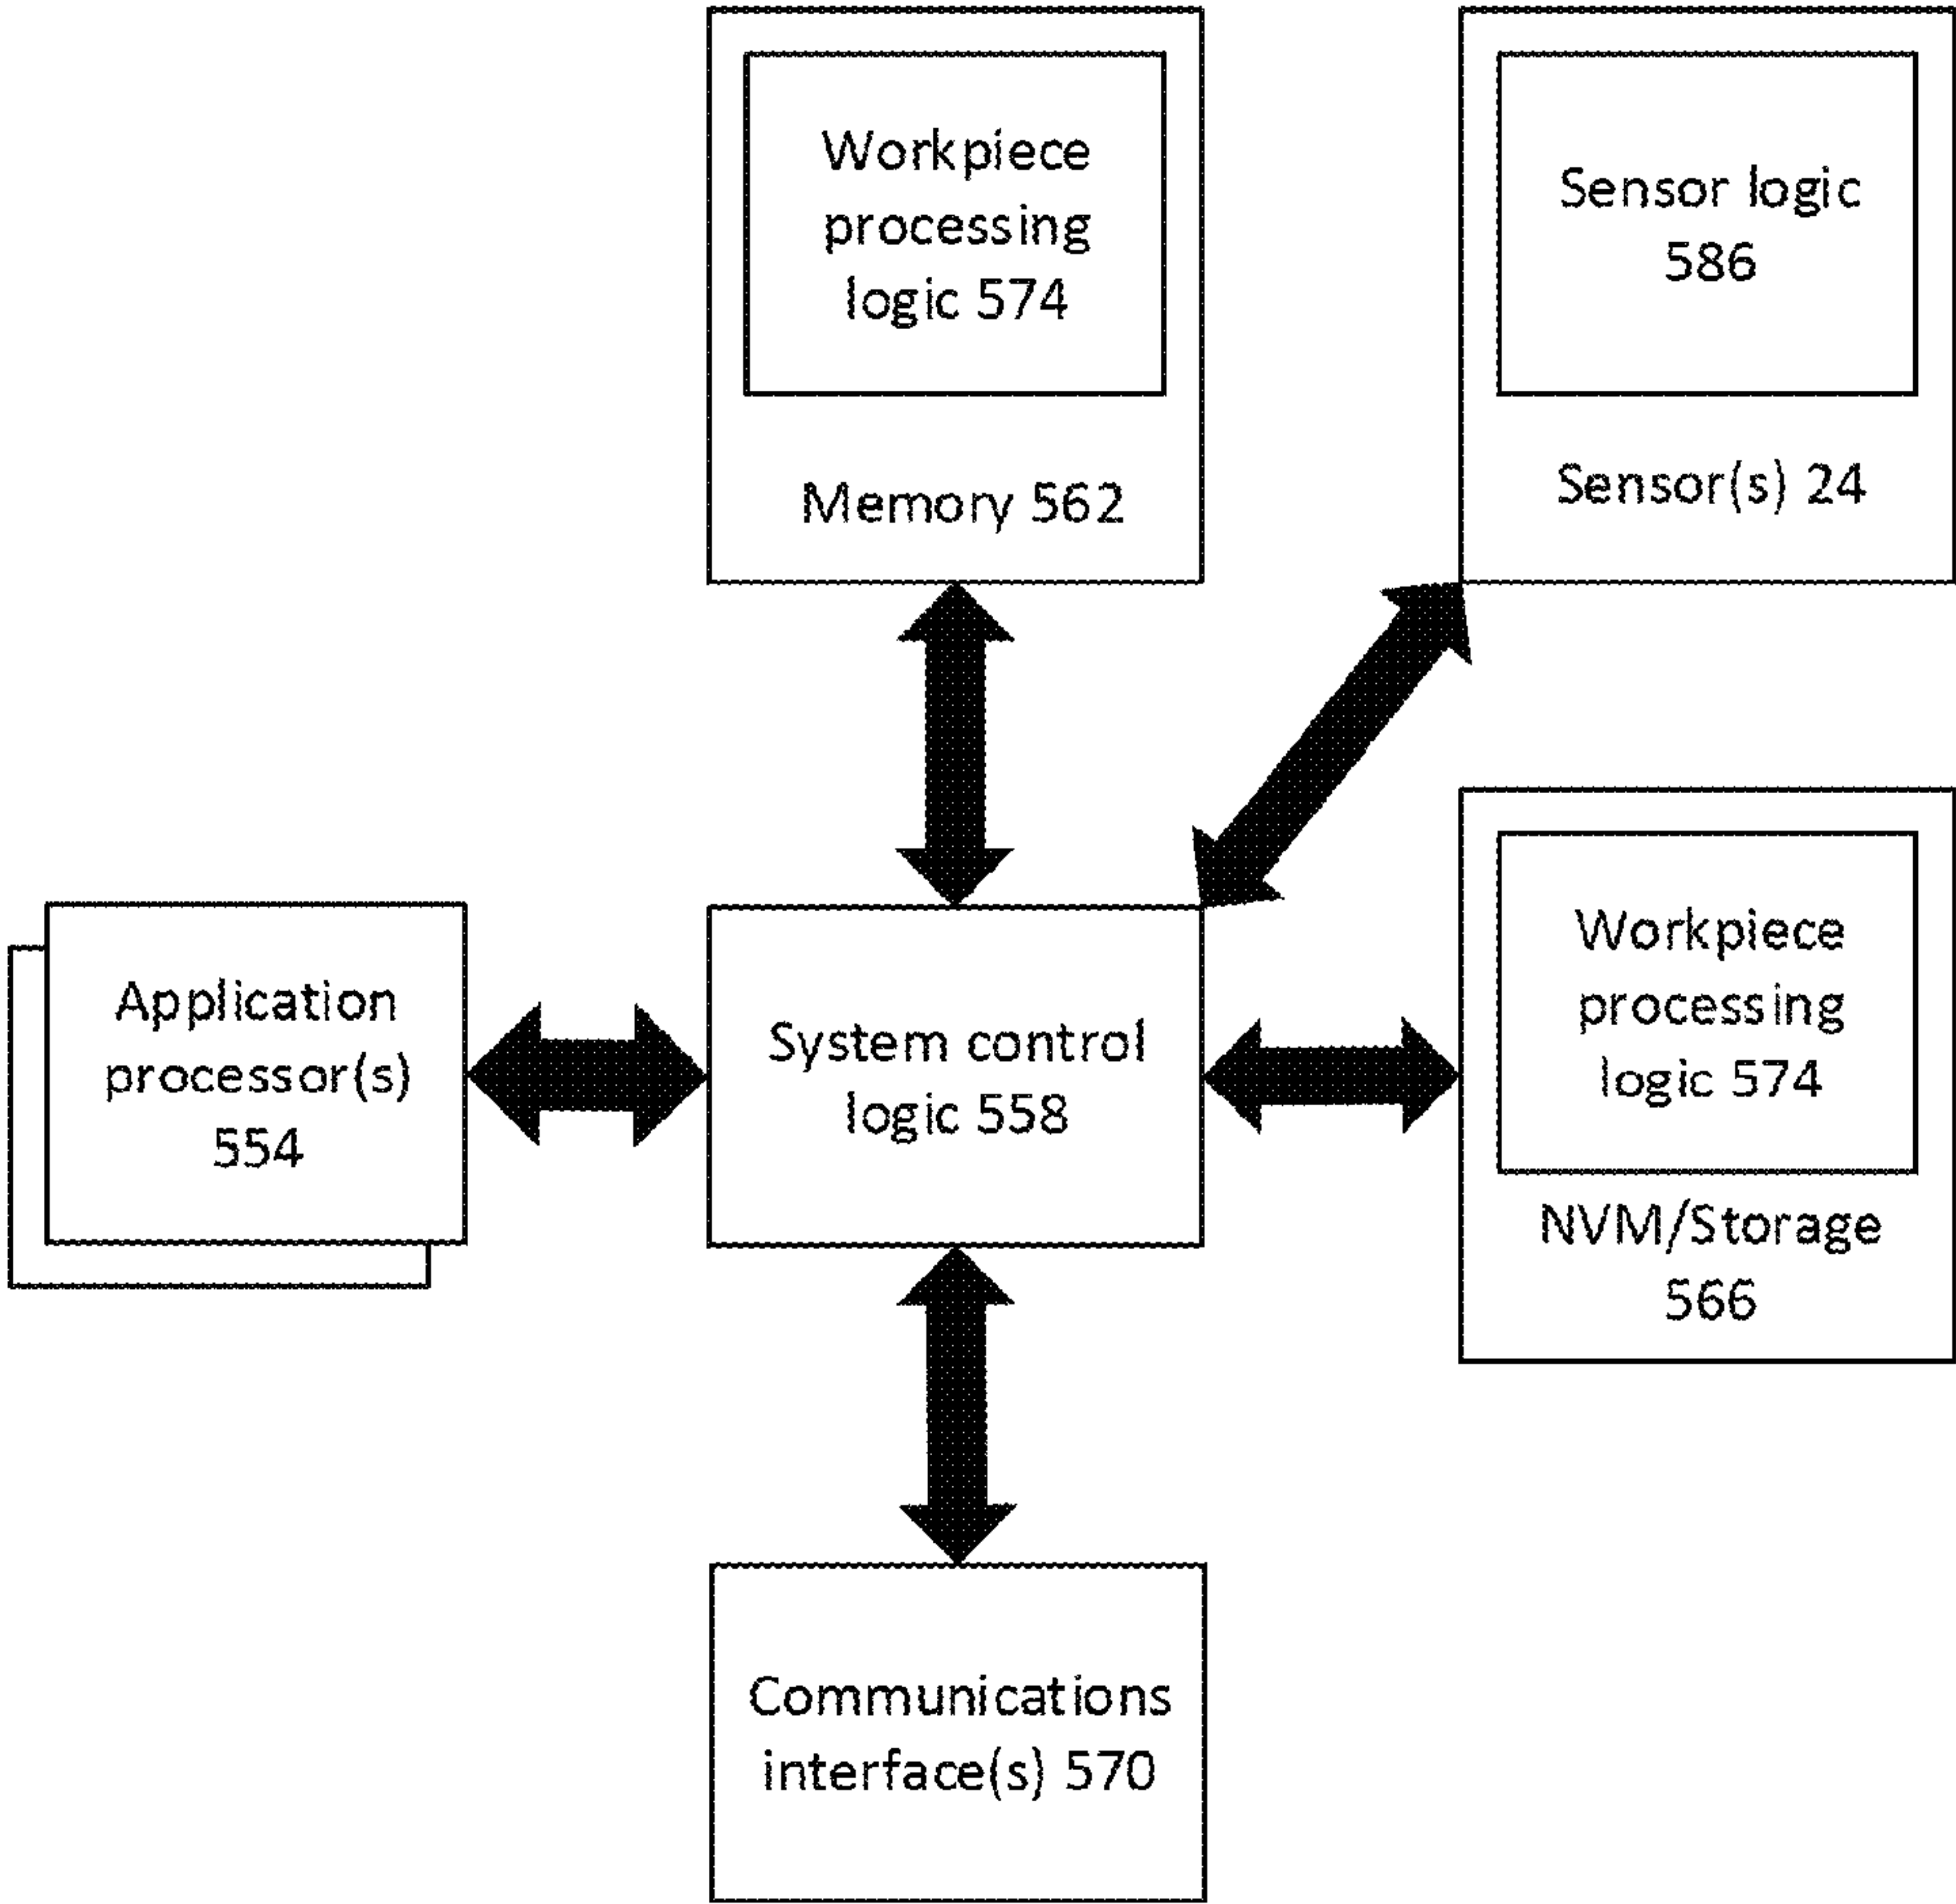 Workpiece
processing
logic 574
Memory 562
Sensor logic
586
Sensor(s) 24
Application
processor(s)
554
System control
logic 558
Workpiece
processing
logic 574
NVM/Storage
566
Communications
interface(s) 570